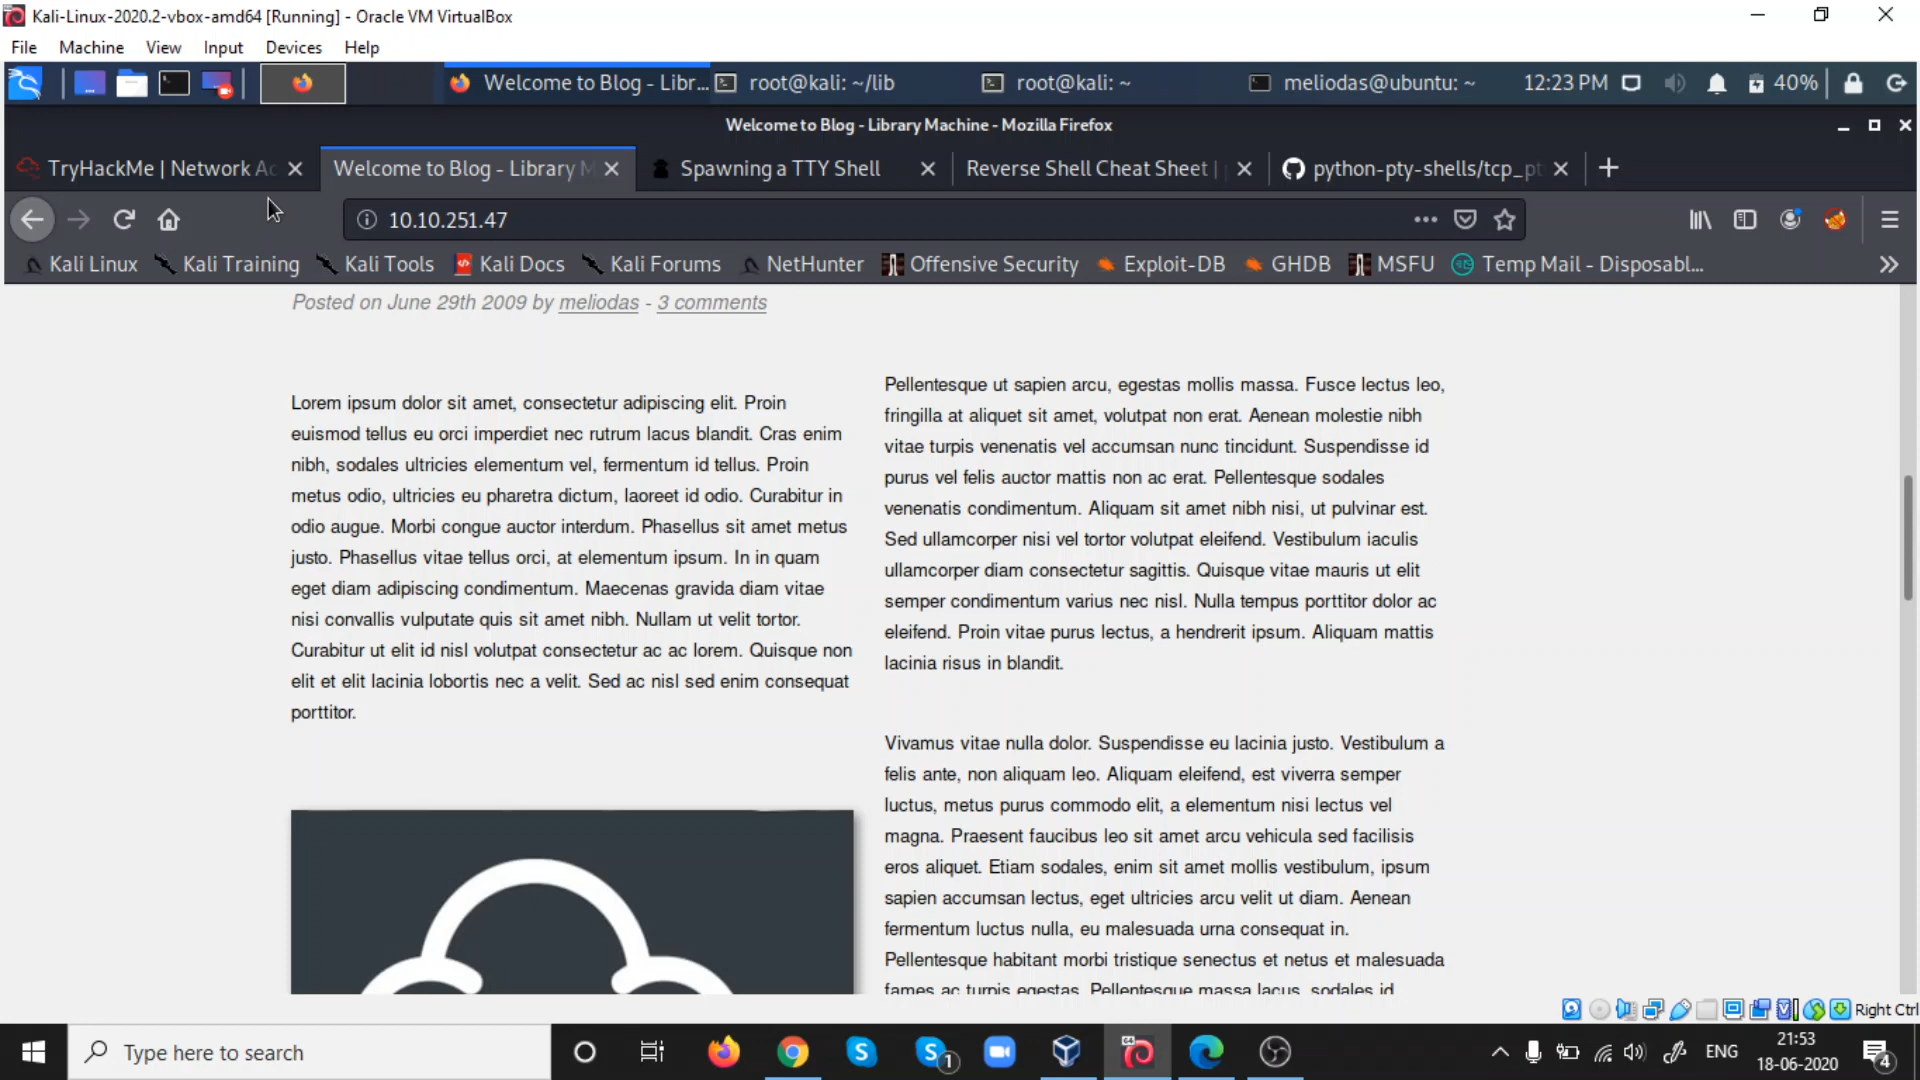 Kali-Linux-2020.2-vbox-amd64 [Running] - Oracle VM VirtualBox
File Machine View Input Devices Help
Welcome to Blog - Libr... root@kali: ~/lib root@kali: ~ meliodas@ubuntu: ~ 12:23 PM 40%
Welcome to Blog - Library Machine - Mozilla Firefox
TryHackMe | Network Ac Welcome to Blog - Library M Spawning a TTY Shell Reverse Shell Cheat Sheet | python-pty-shells/tcp_pt
10.10.251.47
Kali Linux Kali Training Kali Tools Kali Docs Kali Forums NetHunter Offensive Security Exploit-DB GHDB MSFU Temp Mail - Disposabl...
Posted on June 29th 2009 by meliodas - 3 comments
Lorem ipsum dolor sit amet, consectetur adipiscing elit. Proin
euismod tellus eu orci imperdiet nec rutrum lacus blandit. Cras enim
nibh, sodales ultricies elementum vel, fermentum id tellus. Proin
metus odio, ultricies eu pharetra dictum, laoreet id odio. Curabitur in
odio augue. Morbi congue auctor interdum. Phasellus sit amet metus
justo. Phasellus vitae tellus orci, at elementum ipsum. In in quam
eget diam adipiscing condimentum. Maecenas gravida diam vitae
nisi convallis vulputate quis sit amet nibh. Nullam ut velit tortor.
Curabitur ut elit id nisl volutpat consectetur ac ac lorem. Quisque non
elit et elit lacinia lobortis nec a velit. Sed ac nisl sed enim consequat
porttitor.
Pellentesque ut sapien arcu, egestas mollis massa. Fusce lectus leo,
fringilla at aliquet sit amet, volutpat non erat. Aenean molestie nibh
vitae turpis venenatis vel accumsan nunc tincidunt. Suspendisse id
purus vel felis auctor mattis non ac erat. Pellentesque sodales
venenatis condimentum. Aliquam sit amet nibh nisi, ut pulvinar est.
Sed ullamcorper nisi vel tortor volutpat eleifend. Vestibulum iaculis
ullamcorper diam consectetur sagittis. Quisque vitae mauris ut elit
semper condimentum varius nec nisl. Nulla tempus porttitor dolor ac
eleifend. Proin vitae purus lectus, a hendrerit ipsum. Aliquam mattis
lacinia risus in blandit.
Vivamus vitae nulla dolor. Suspendisse eu lacinia justo. Vestibulum a
felis ante, non aliquam leo. Aliquam eleifend, est viverra semper
luctus, metus purus commodo elit, a elementum nisi lectus vel
magna. Praesent faucibus leo sit amet arcu vehicula sed facilisis
eros aliquet. Etiam sodales, enim sit amet mollis vestibulum, ipsum
sapien accumsan lectus, eget ultricies arcu velit ut diam. Aenean
fermentum luctus nulla, eu malesuada urna consequat in.
Pellentesque habitant morbi tristique senectus et netus et malesuada
fames ac turpis egestas. Pellentesque massa lacus, sodales id
Right Ctrl
Type here to search
1
64
ENG
21:53
18-06-2020
4